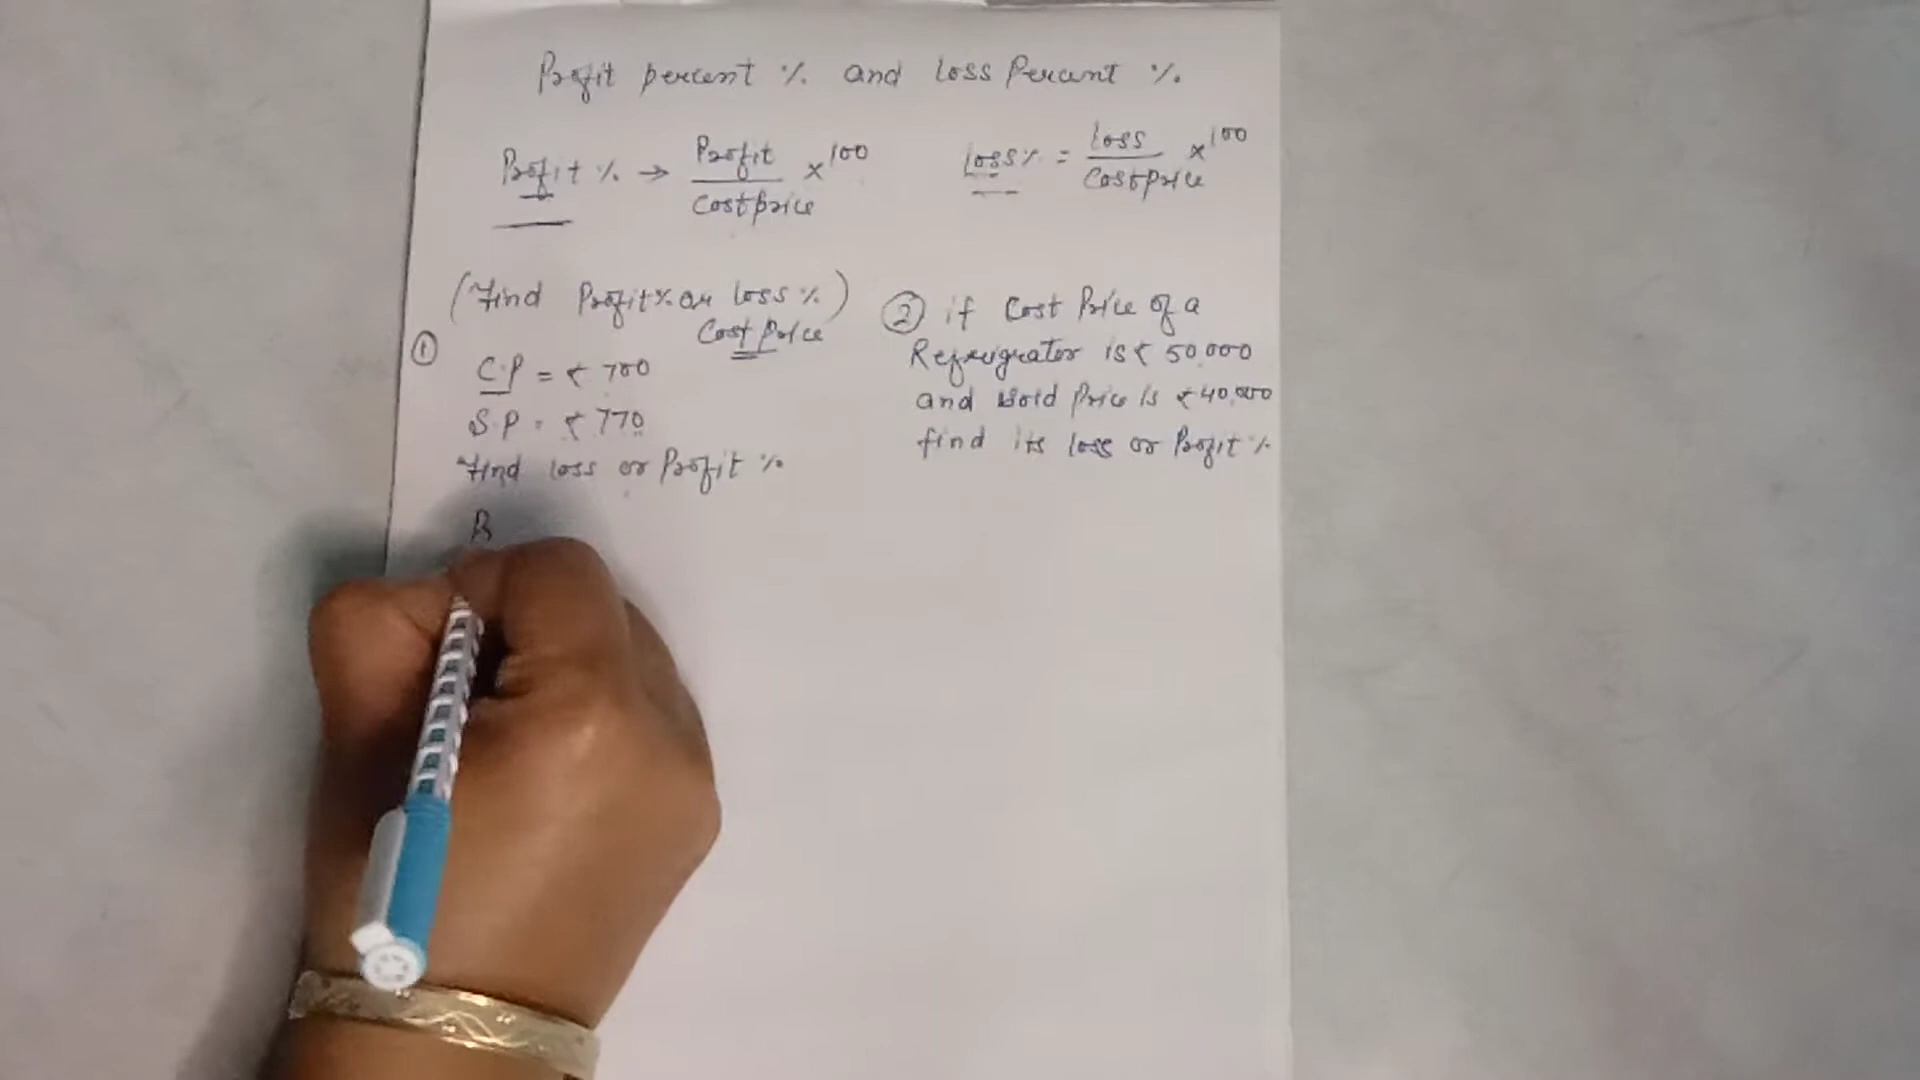 Profit percent % and loss Percent %
Profit % → Profit / Cost price × 100
loss % = loss / Cost price × 100
(Find Profit % or loss %)
Cost Price
①
C.P = ₹ 700
S.P = ₹ 770
Find loss or Profit %
② if Cost Price of a
Refrigrator is ₹ 50,000
and sold Price is ₹ 40,000
find its loss or Profit %